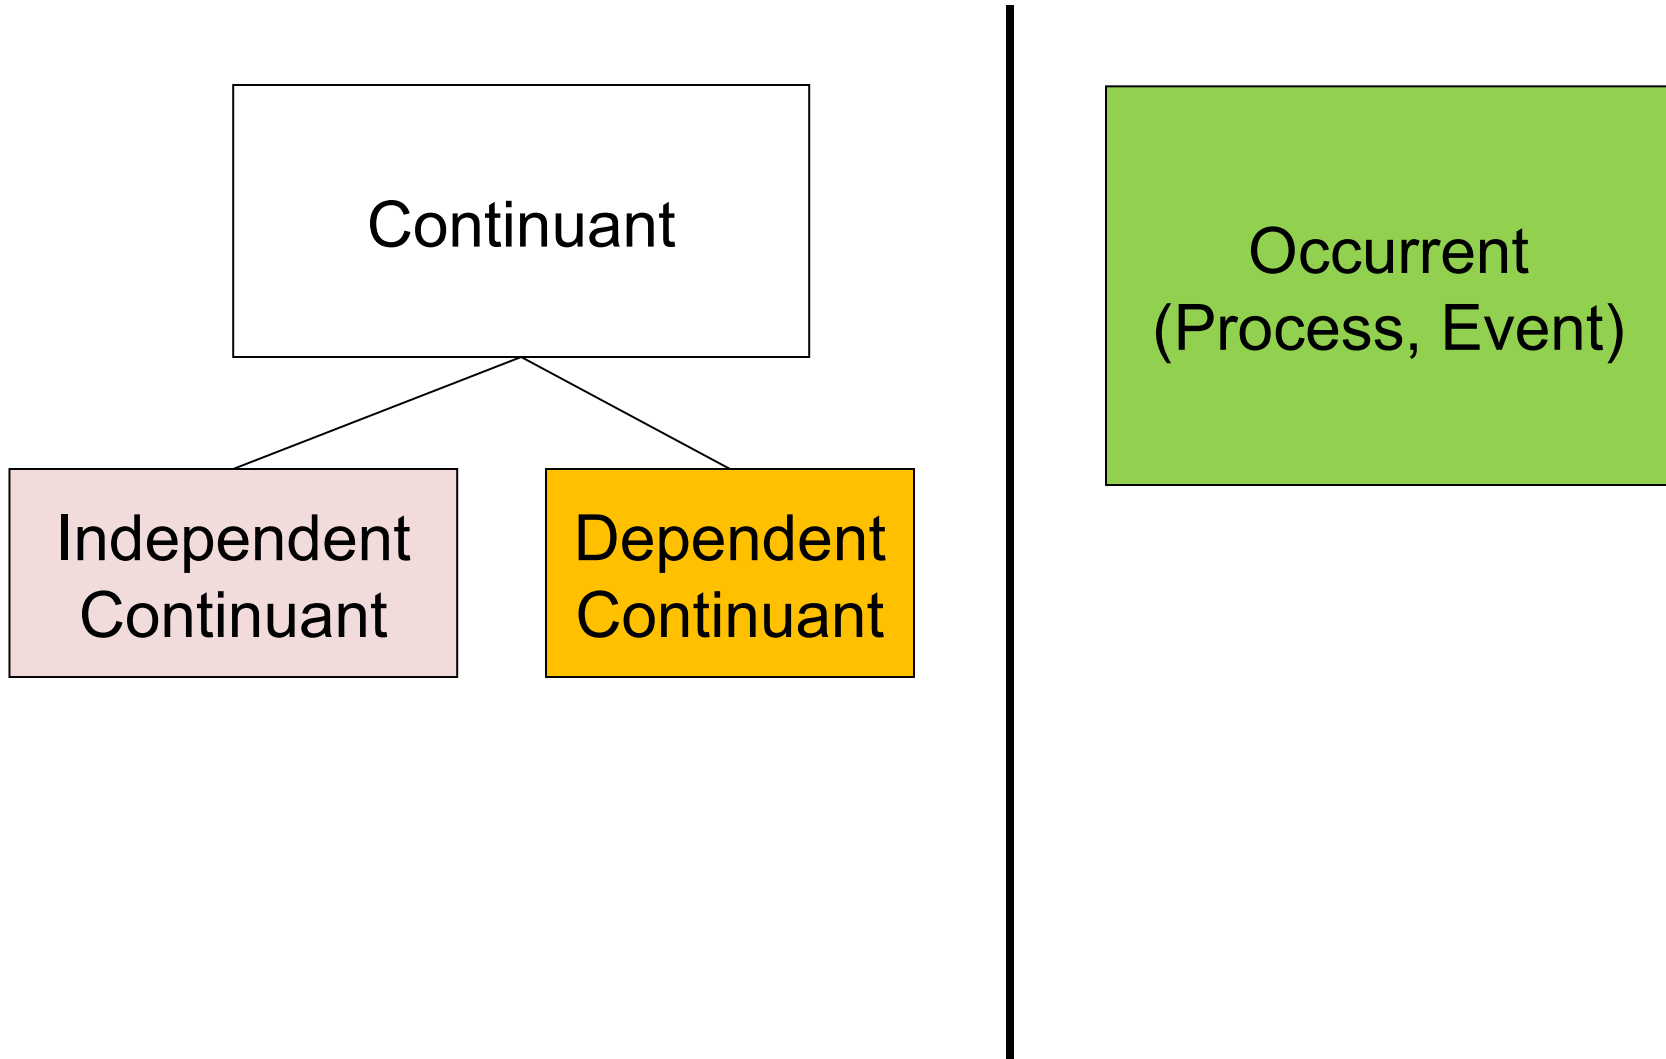 Continuant
Occurrent
(Process, Event)
Independent
Continuant
Dependent
Continuant